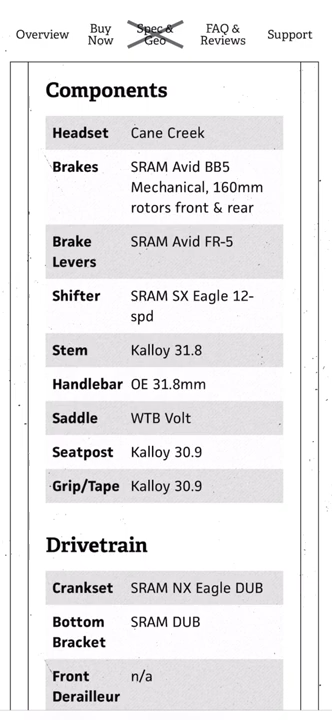 Overview
Buy
Now
Spec &
Geo
FAQ &
Reviews
Support
Components
Headset Cane Creek
Brakes SRAM Avid BB5
Mechanical, 160mm
rotors front & rear
Brake SRAM Avid FR-5
Levers
Shifter SRAM SX Eagle 12-
spd
Stem Kalloy 31.8
Handlebar OE 31.8mm
Saddle WTB Volt
Seatpost Kalloy 30.9
Grip/Tape Kalloy 30.9
Drivetrain
Crankset SRAM NX Eagle DUB
Bottom SRAM DUB
Bracket
Front n/a
Derailleur